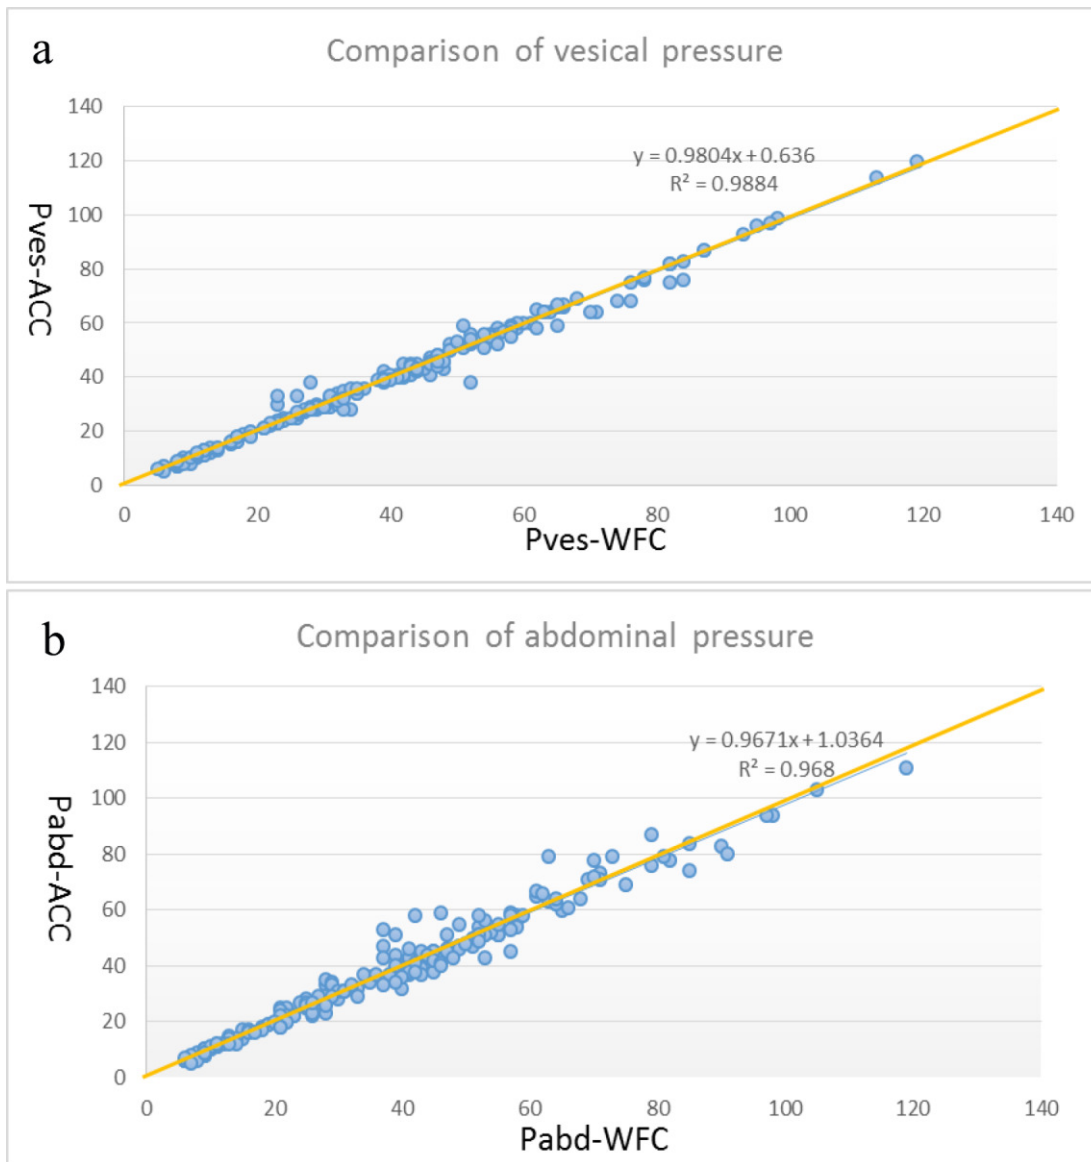 a
Comparison of vesical pressure
140
120
100
80
60
40
20
0
y = 0.9804x + 0.636
R² = 0.9884
Pves-ACC
0 20 40 60 80 100 120 140
Pves-WFC
b
Comparison of abdominal pressure
140
120
100
80
60
40
20
0
y = 0.9671x + 1.0364
R² = 0.968
Pabd-ACC
0 20 40 60 80 100 120 140
Pabd-WFC